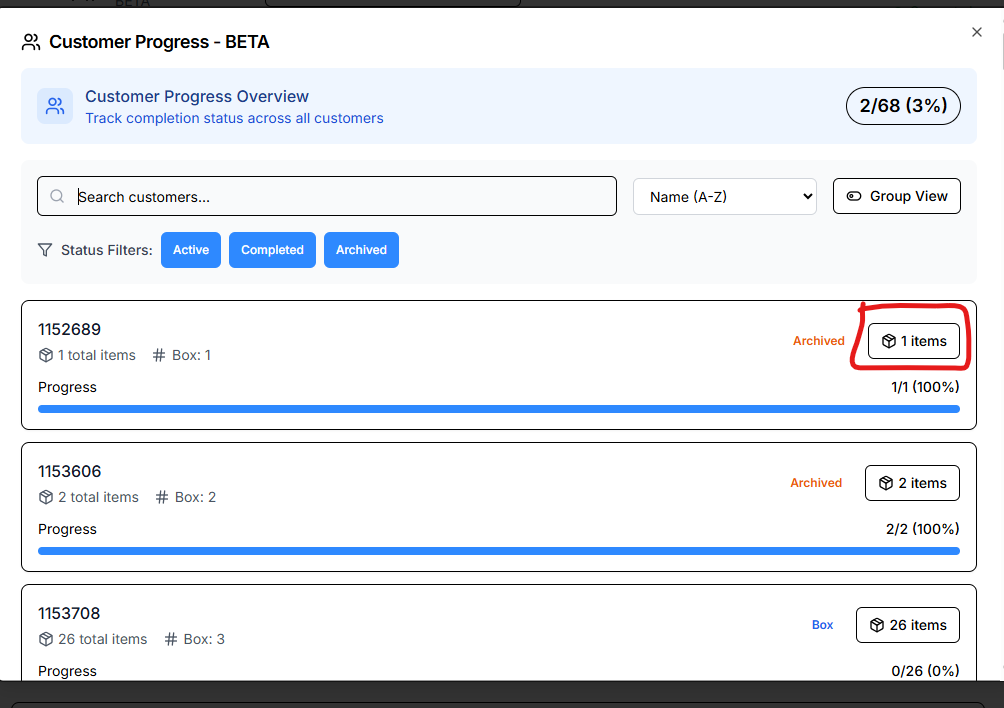 BETA
Customer Progress - BETA
Customer Progress Overview
Track completion status across all customers
2/68 (3%)
Search customers...
Name (A-Z)
Group View
Status Filters:
Active
Completed
Archived
1152689
1 total items
Box: 1
Archived
1 items
Progress
1/1 (100%)
1153606
2 total items
Box: 2
Archived
2 items
Progress
2/2 (100%)
1153708
26 total items
Box: 3
Box
26 items
Progress
0/26 (0%)